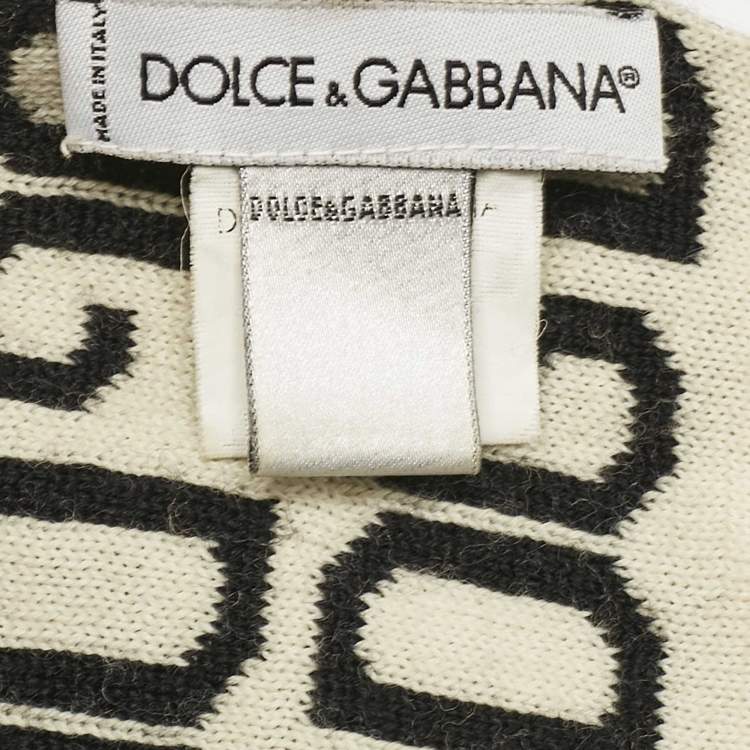 MADE IN ITALY
DOLCE & GABBANA®
D DOLCE&GABBANA A